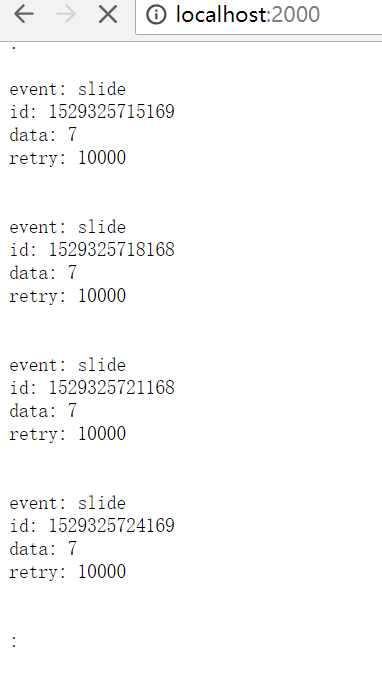 localhost:2000
:
event: slide
id: 1529325715169
data: 7
retry: 10000
event: slide
id: 1529325718168
data: 7
retry: 10000
event: slide
id: 1529325721168
data: 7
retry: 10000
event: slide
id: 1529325724169
data: 7
retry: 10000
: